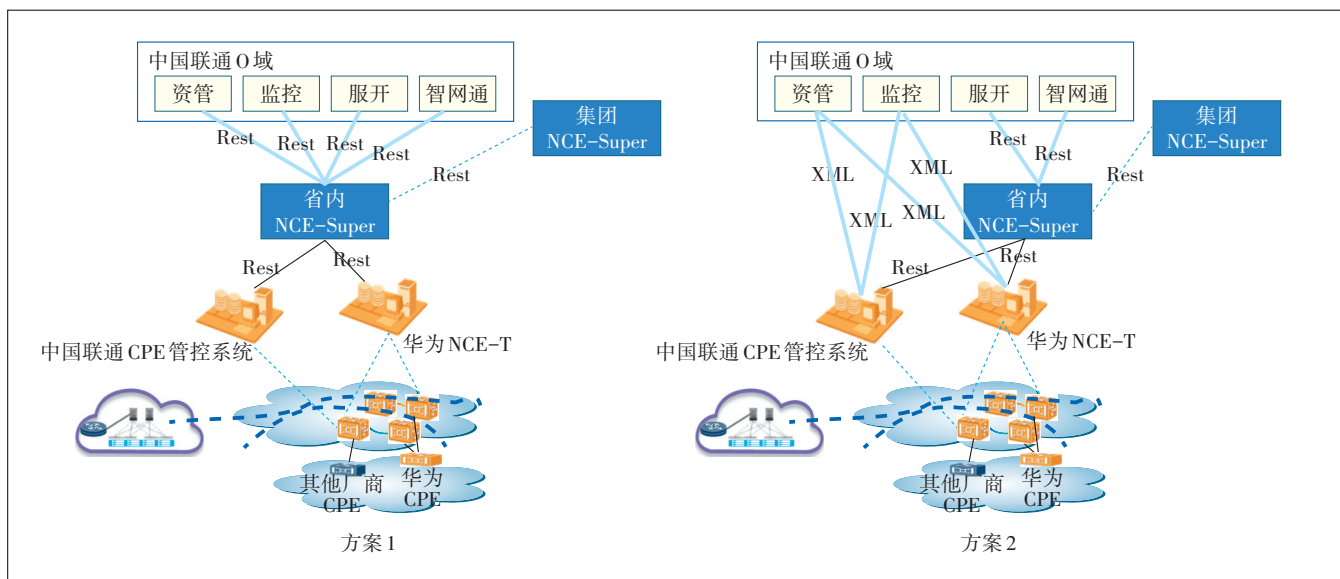 中国联通O域
资管 监控 服开 智网通
集团
NCE-Super
Rest Rest Rest Rest
Rest
省内
NCE-Super
Rest Rest
中国联通CPE管控系统
华为NCE-T
其他厂商
CPE
华为
CPE
方案1
中国联通O域
资管 监控 服开 智网通
集团
NCE-Super
Rest Rest
Rest
XML XML
XML XML
省内
NCE-Super
Rest Rest
中国联通CPE管控系统
华为NCE-T
其他厂商
CPE
华为
CPE
方案2